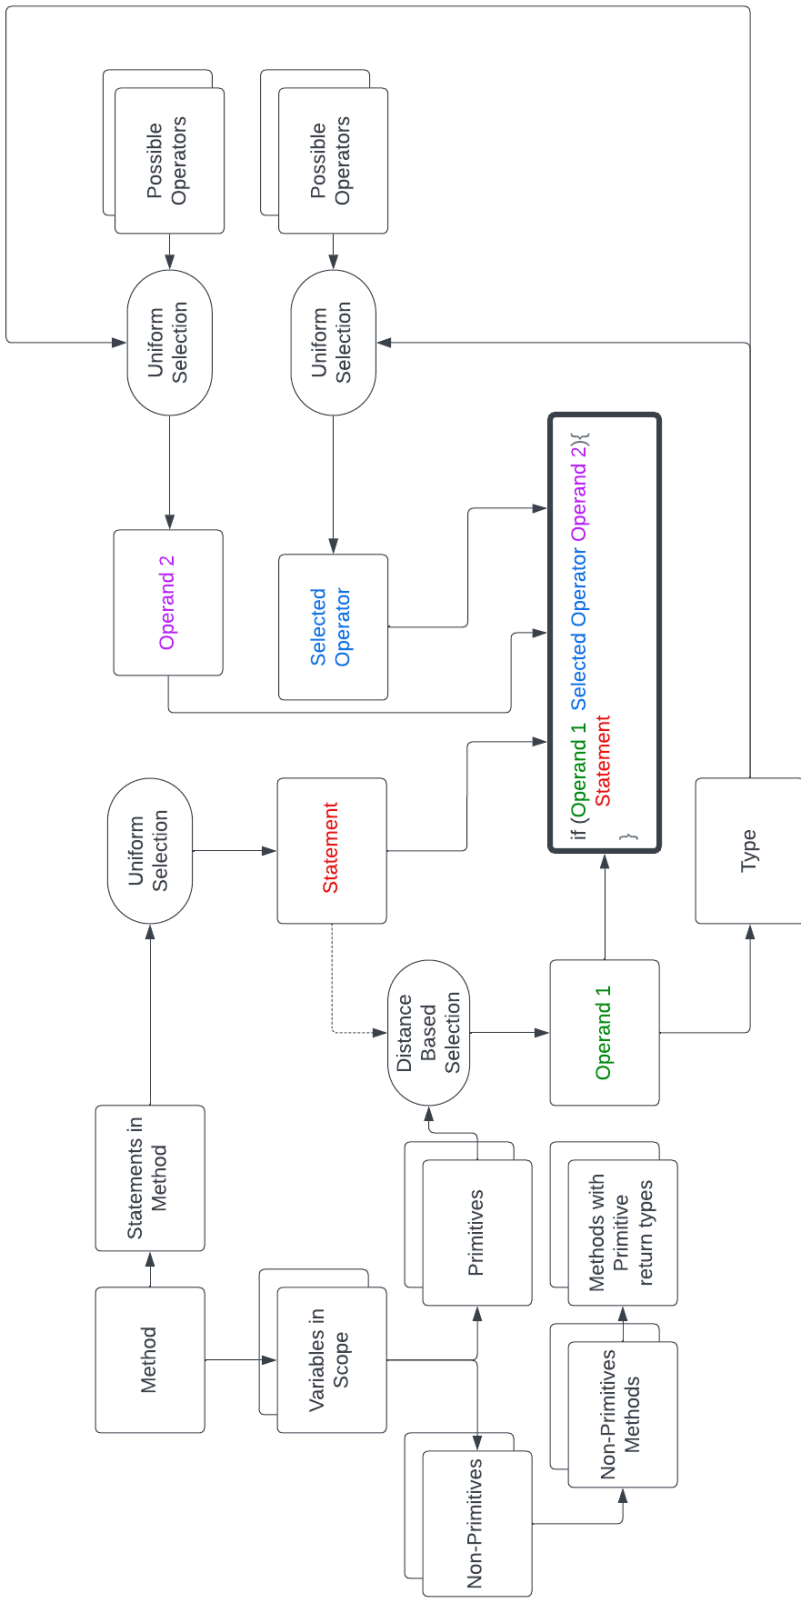 Method
Statements in
Method
Uniform
Selection
Operand 2
Uniform
Selection
Possible
Operators
Variables in
Scope
Statement
Selected
Operator
Uniform
Selection
Possible
Operators
Non-Primitives
Primitives
Distance
Based
Selection
Non-Primitives
Methods
Methods with
Primitive
return types
Operand 1
if (Operand 1 Selected Operator Operand 2){
Statement
}
Type